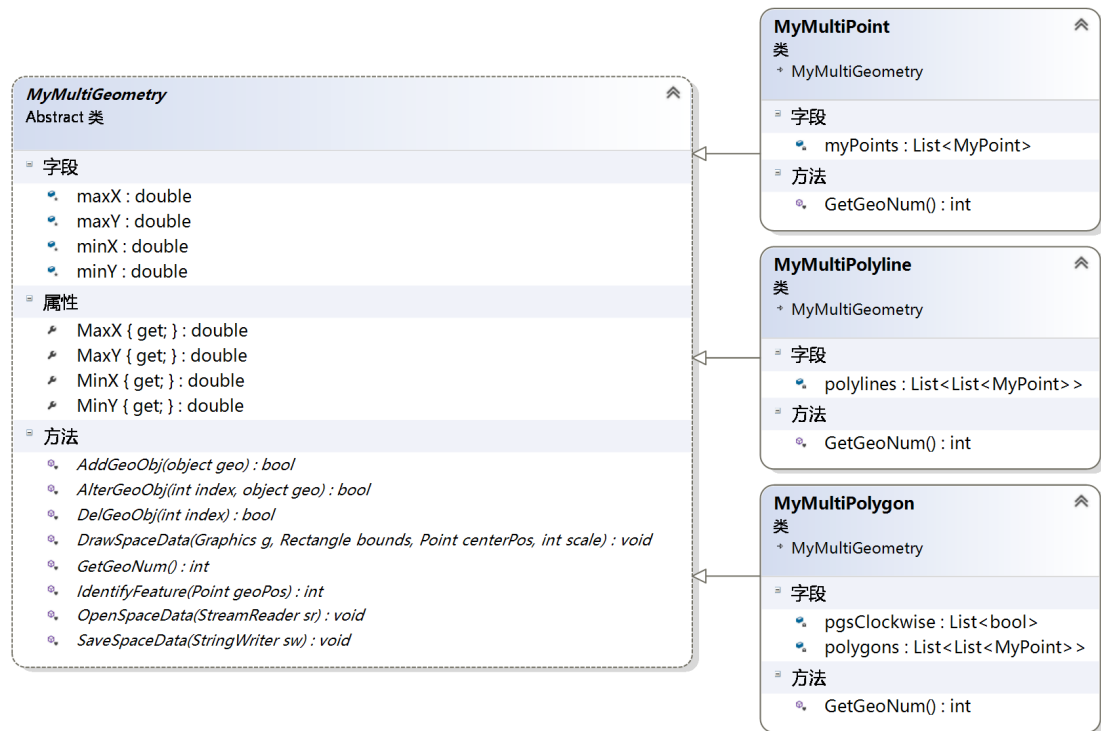 MyMultiGeometry
Abstract 类
字段
maxX : double
maxY : double
minX : double
minY : double
属性
MaxX { get; } : double
MaxY { get; } : double
MinX { get; } : double
MinY { get; } : double
方法
AddGeoObj(object geo) : bool
AlterGeoObj(int index, object geo) : bool
DelGeoObj(int index) : bool
DrawSpaceData(Graphics g, Rectangle bounds, Point centerPos, int scale) : void
GetGeoNum() : int
IdentifyFeature(Point geoPos) : int
OpenSpaceData(StreamReader sr) : void
SaveSpaceData(StringWriter sw) : void
MyMultiPoint
类
MyMultiGeometry
字段
myPoints : List<MyPoint>
方法
GetGeoNum() : int
MyMultiPolyline
类
MyMultiGeometry
字段
polylines : List<List<MyPoint>>
方法
GetGeoNum() : int
MyMultiPolygon
类
MyMultiGeometry
字段
pgsClockwise : List<bool>
polygons : List<List<MyPoint>>
方法
GetGeoNum() : int